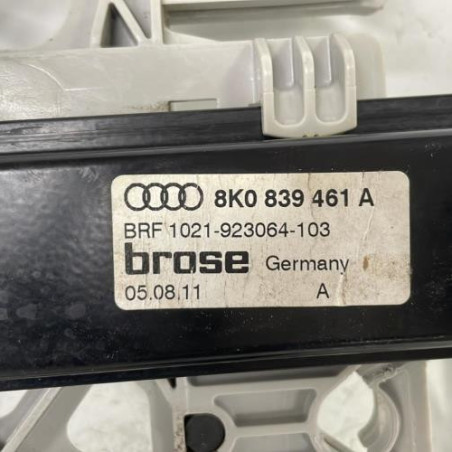 8K0 839 461 A
BRF 1021-923064-103
brose Germany
05.08.11 A